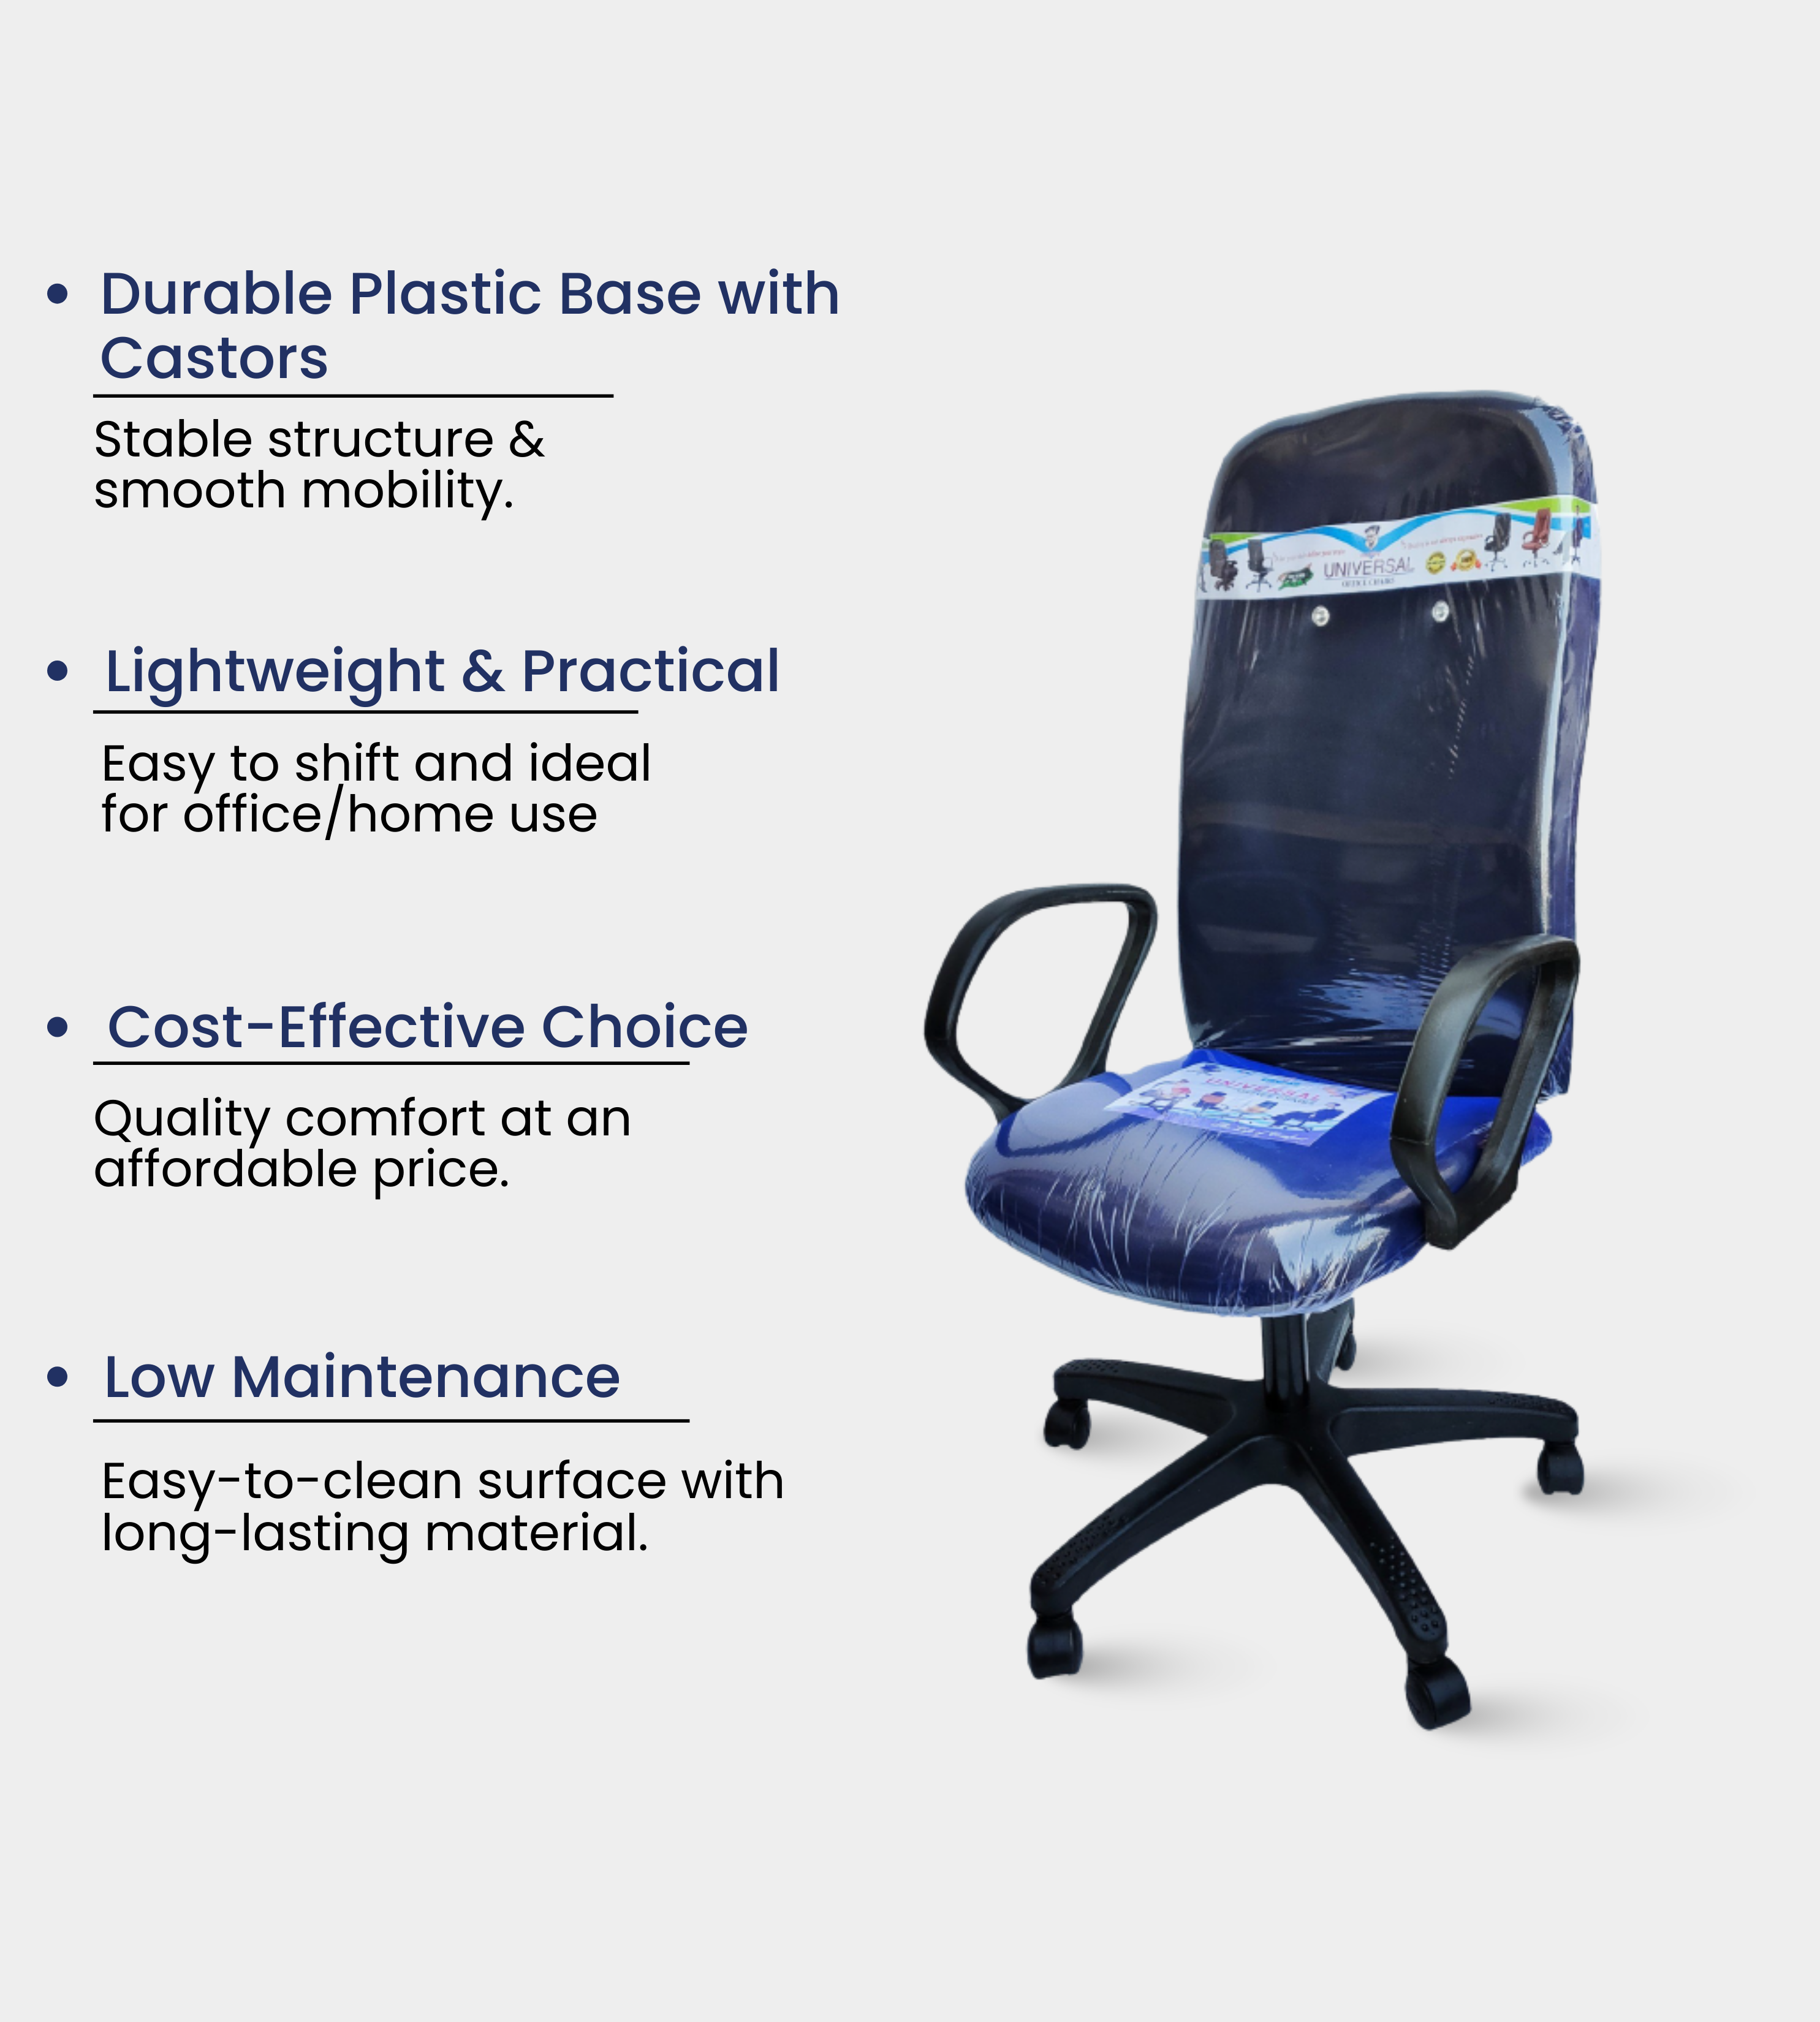 Durable Plastic Base with
Castors
Stable structure &
smooth mobility.
Lightweight & Practical
Easy to shift and ideal
for office/home use
Cost-Effective Choice
Quality comfort at an
affordable price.
Low Maintenance
Easy-to-clean surface with
long-lasting material.
UNIVERSAL
UNIVERSAL